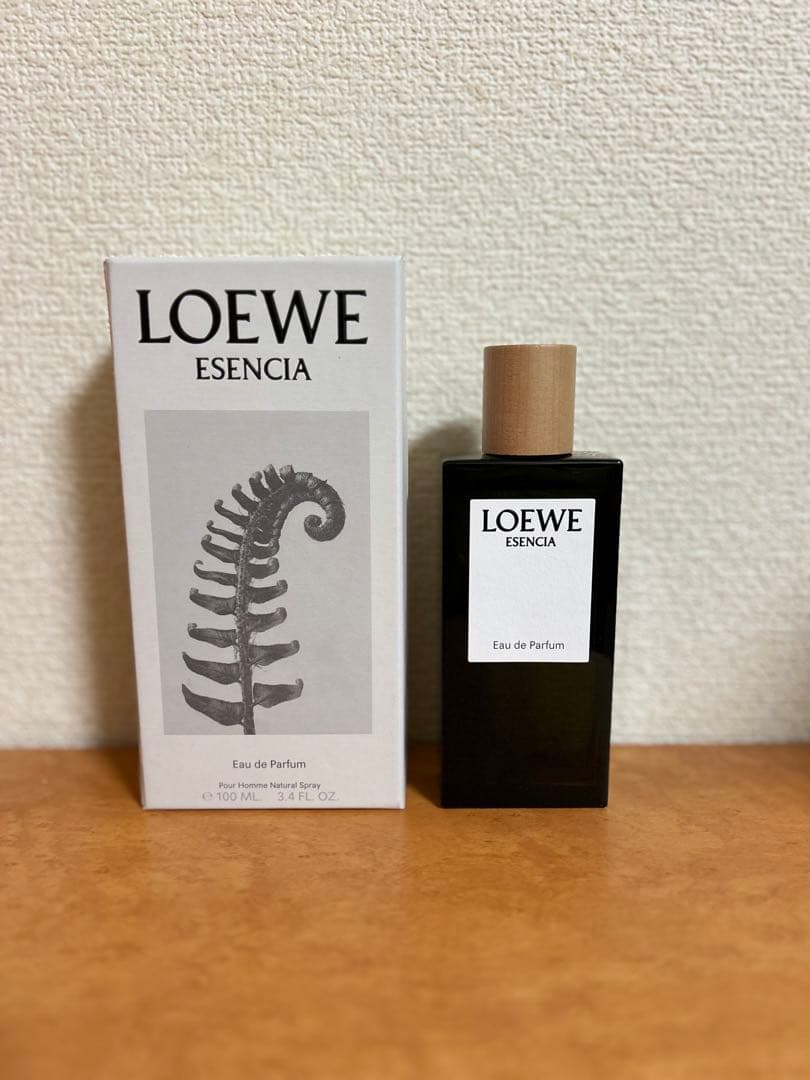 LOEWE
ESENCIA
Eau de Parfum
Pour Homme Natural Spray
℮ 100 ML. 3.4 FL. OZ.
LOEWE
ESENCIA
Eau de Parfum